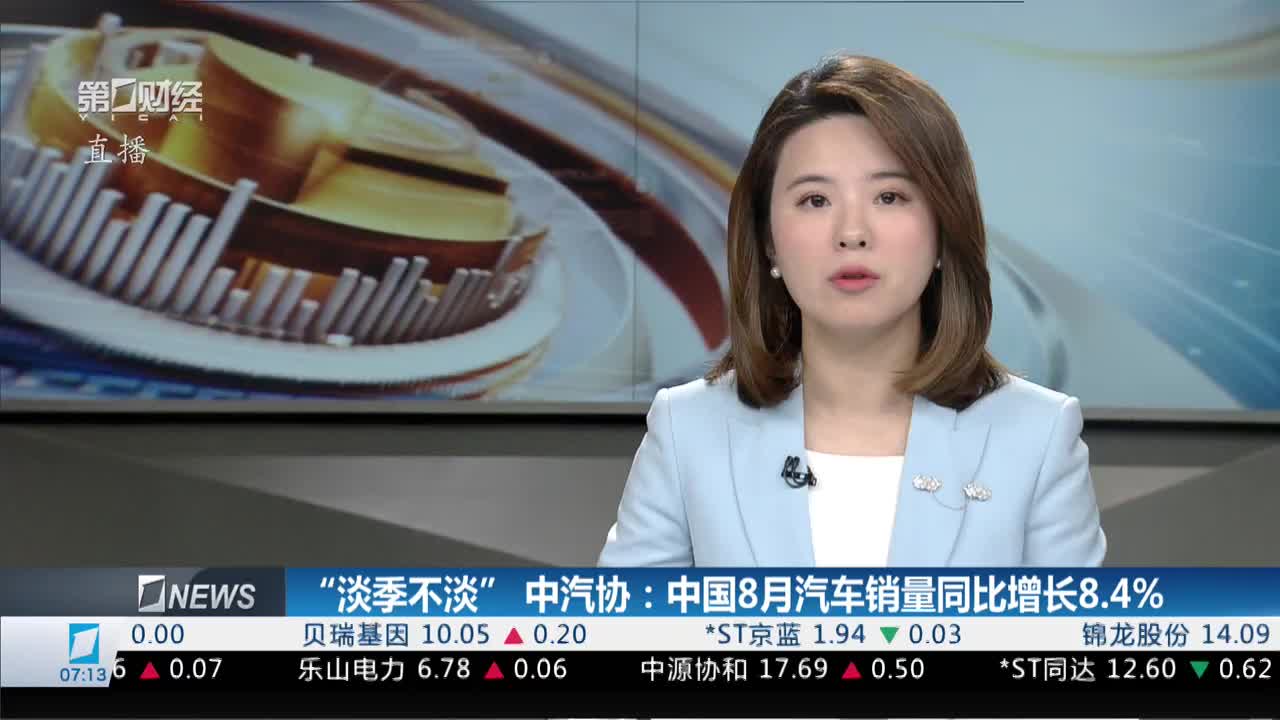 第一财经
YICAI
直播
NEWS “淡季不淡” 中汽协：中国8月汽车销量同比增长8.4%
0.00 贝瑞基因 10.05 ▲ 0.20 *ST京蓝 1.94 ▼ 0.03 锦龙股份 14.09
07:13 6 ▲ 0.07 乐山电力 6.78 ▲ 0.06 中源协和 17.69 ▲ 0.50 *ST同达 12.60 ▼ 0.62